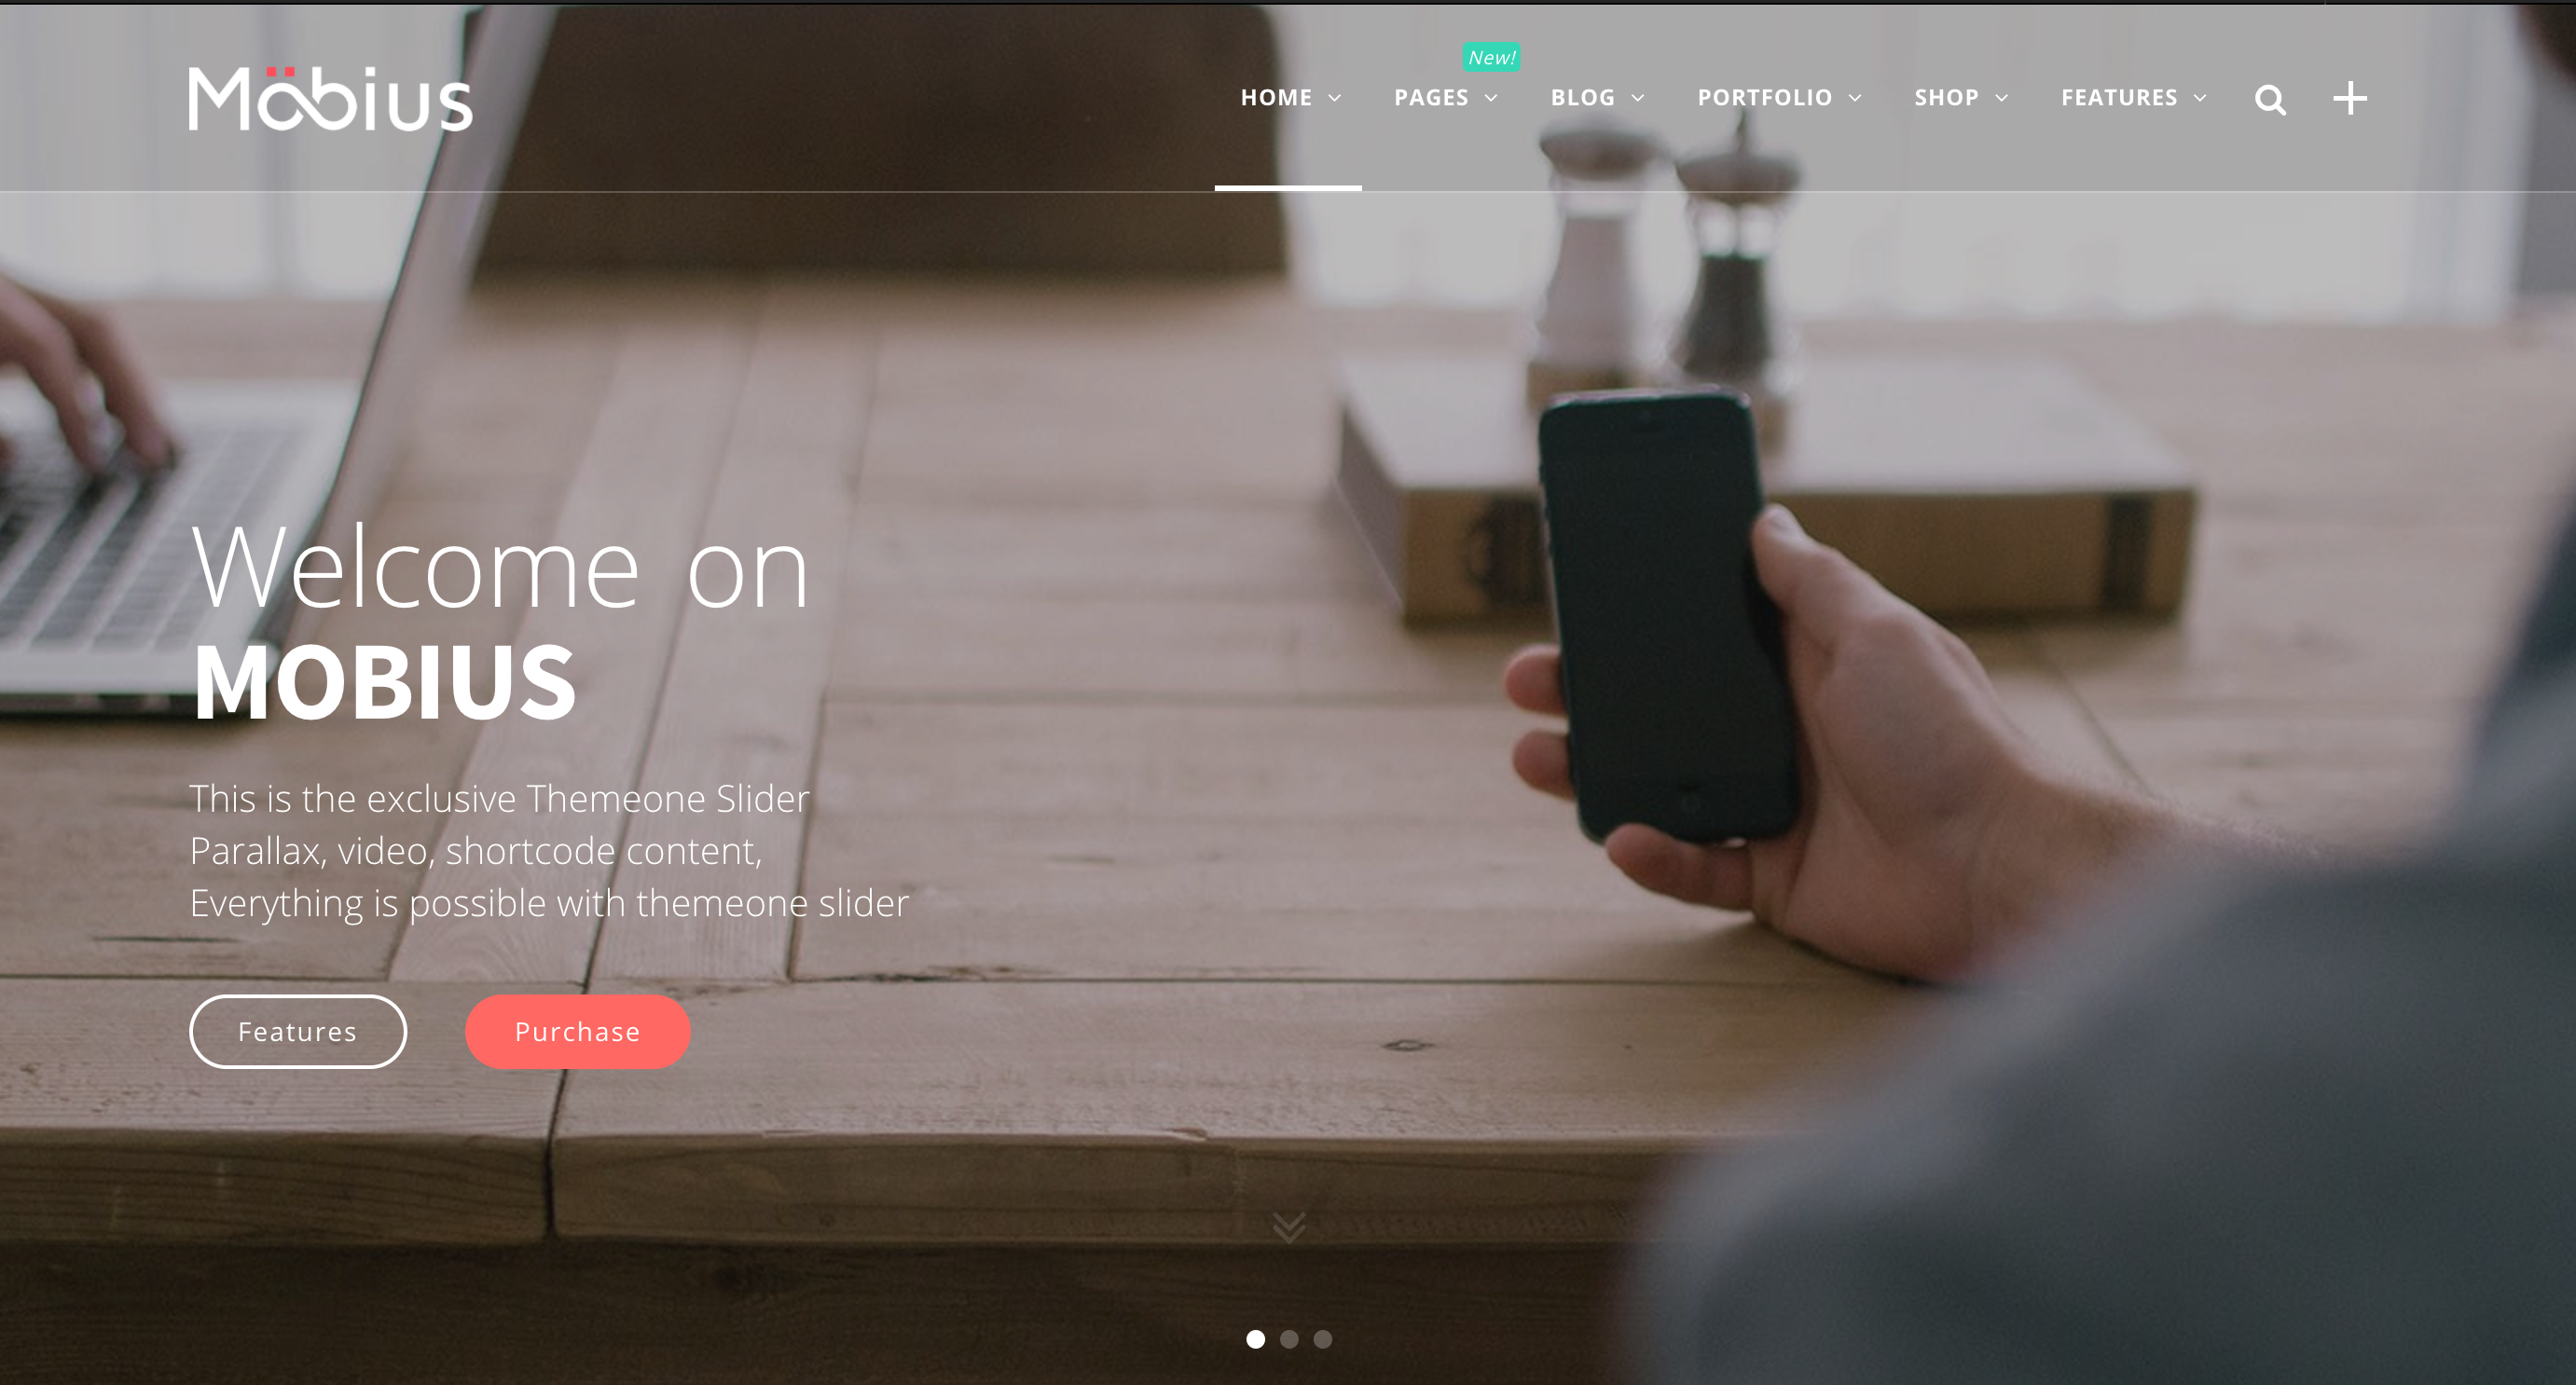 Möbius
New!
HOME PAGES BLOG PORTFOLIO SHOP FEATURES
Welcome on
MOBIUS
This is the exclusive Themeone Slider
Parallax, video, shortcode content,
Everything is possible with themeone slider
Features Purchase